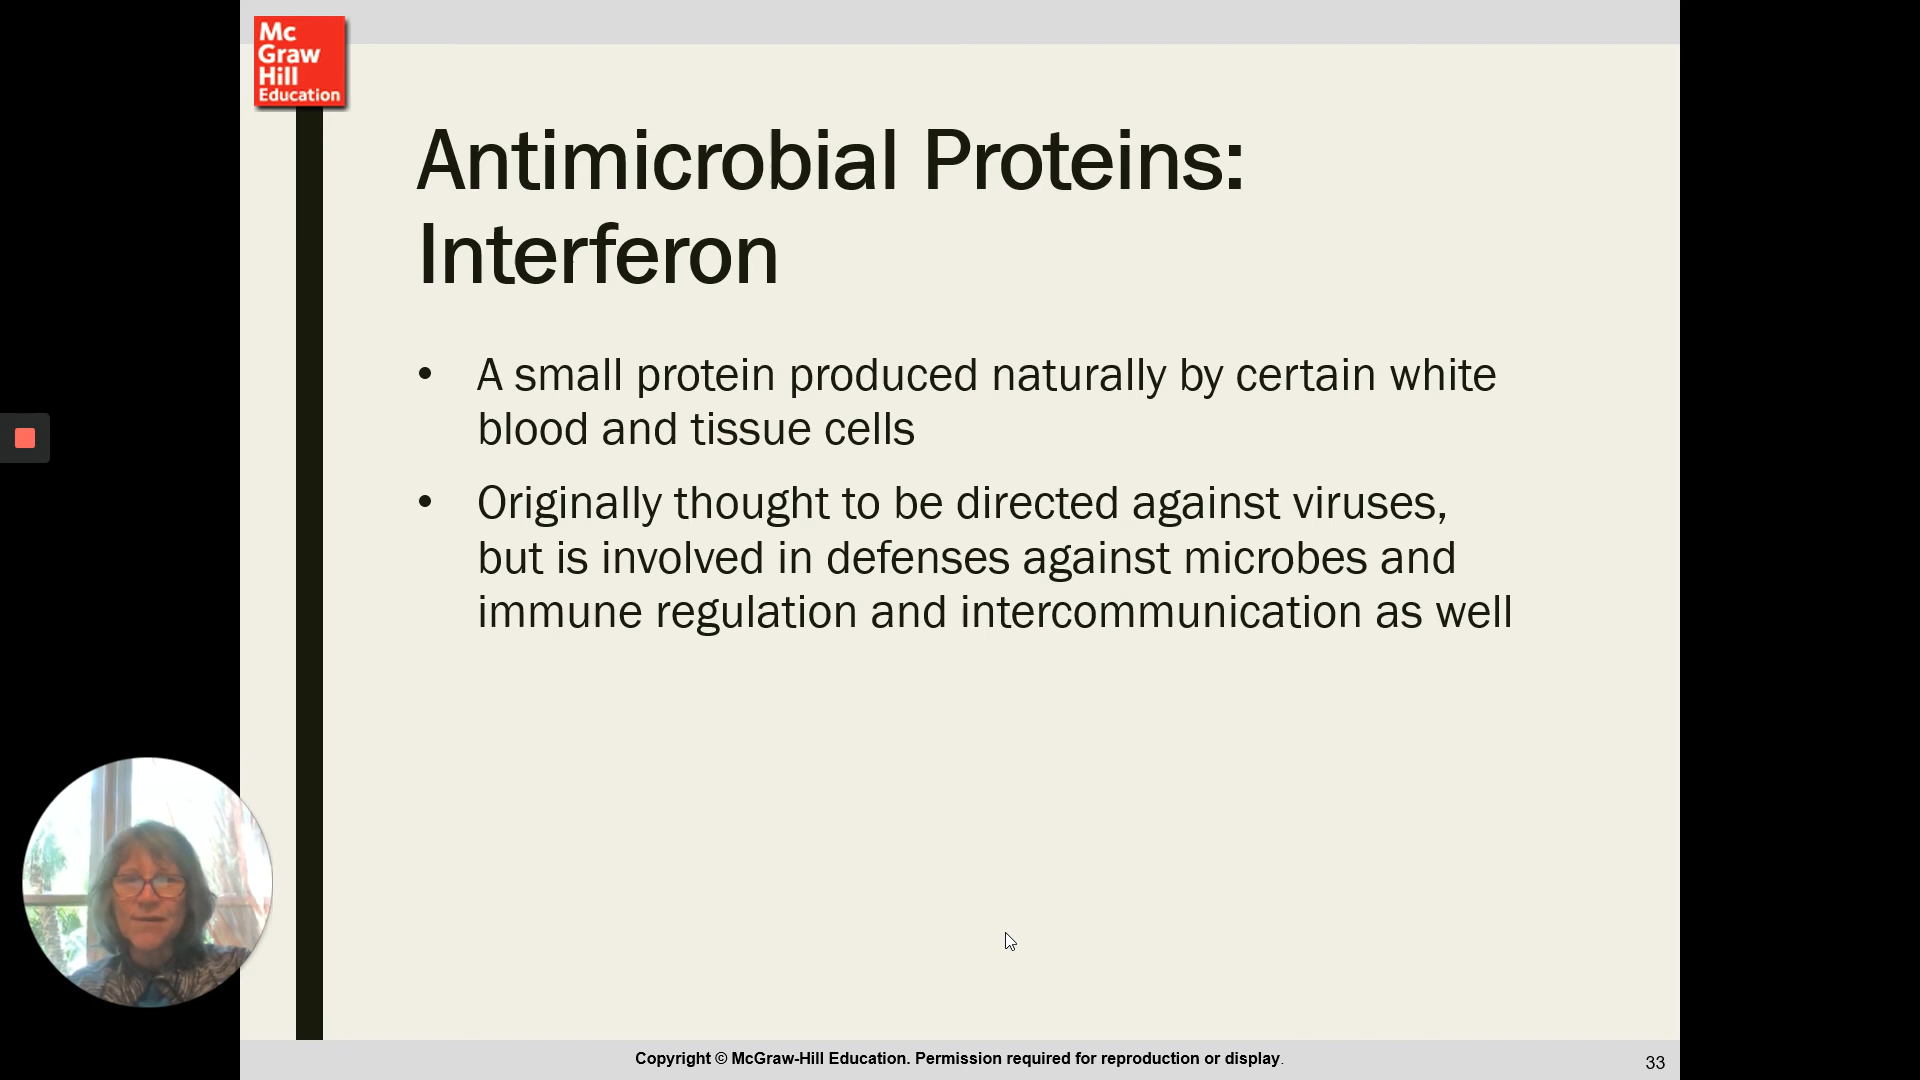 Mc
Graw
Hill
Education
Antimicrobial Proteins:
Interferon
• A small protein produced naturally by certain white
blood and tissue cells
• Originally thought to be directed against viruses,
but is involved in defenses against microbes and
immune regulation and intercommunication as well
Copyright © McGraw-Hill Education. Permission required for reproduction or display.
33